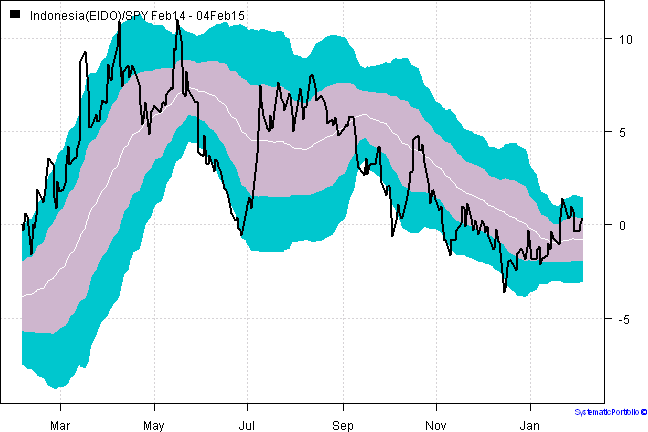 Indonesia(EIDO)/SPY Feb14 - 04Feb15
10
5
0
-5
Mar May Jul Sep Nov Jan
SystematicPortfolio ©